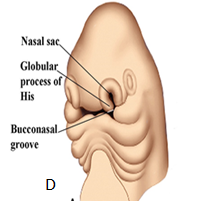 Nasal sac
Globular
process of
His
Bucconasal
groove
D